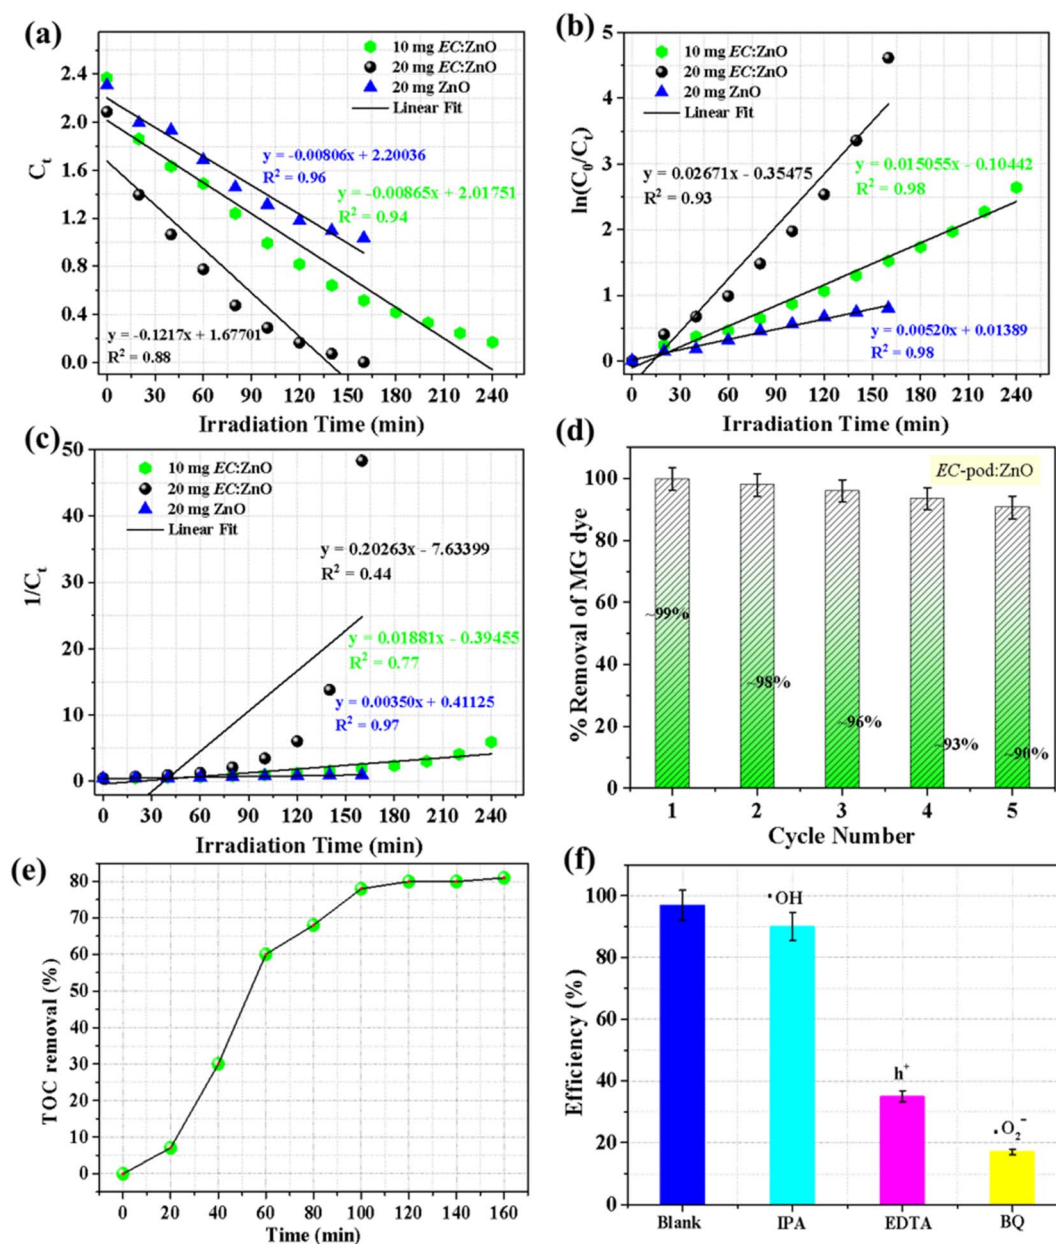 (a)
10 mg EC:ZnO
20 mg EC:ZnO
20 mg ZnO
Linear Fit
y = -0.00806x + 2.20036
R² = 0.96
y = -0.00865x + 2.01751
R² = 0.94
y = -0.1217x + 1.67701
R² = 0.88
2.4
2.0
1.6
1.2
0.8
0.4
0.0
Cₜ
0 30 60 90 120 150 180 210 240
Irradiation Time (min)
(b)
10 mg EC:ZnO
20 mg EC:ZnO
20 mg ZnO
Linear Fit
y = 0.02671x - 0.35475
R² = 0.93
y = 0.015055x - 0.10442
R² = 0.98
y = 0.00520x + 0.01389
R² = 0.98
5
4
3
2
1
0
ln(C₀/Cₜ)
0 30 60 90 120 150 180 210 240
Irradiation Time (min)
(c)
10 mg EC:ZnO
20 mg EC:ZnO
20 mg ZnO
Linear Fit
y = 0.20263x - 7.63399
R² = 0.44
y = 0.01881x - 0.39455
R² = 0.77
y = 0.00350x + 0.41125
R² = 0.97
50
40
30
20
10
0
1/Cₜ
0 30 60 90 120 150 180 210 240
Irradiation Time (min)
(d)
EC-pod:ZnO
100
80
60
40
20
0
% Removal of MG dye
~99%
~98%
~96%
~93%
~90%
1 2 3 4 5
Cycle Number
(e)
80
70
60
50
40
30
20
10
0
TOC removal (%)
0 20 40 60 80 100 120 140 160
Time (min)
(f)
100
80
60
40
20
0
Efficiency (%)
·OH
h⁺
·O₂⁻
Blank IPA EDTA BQ